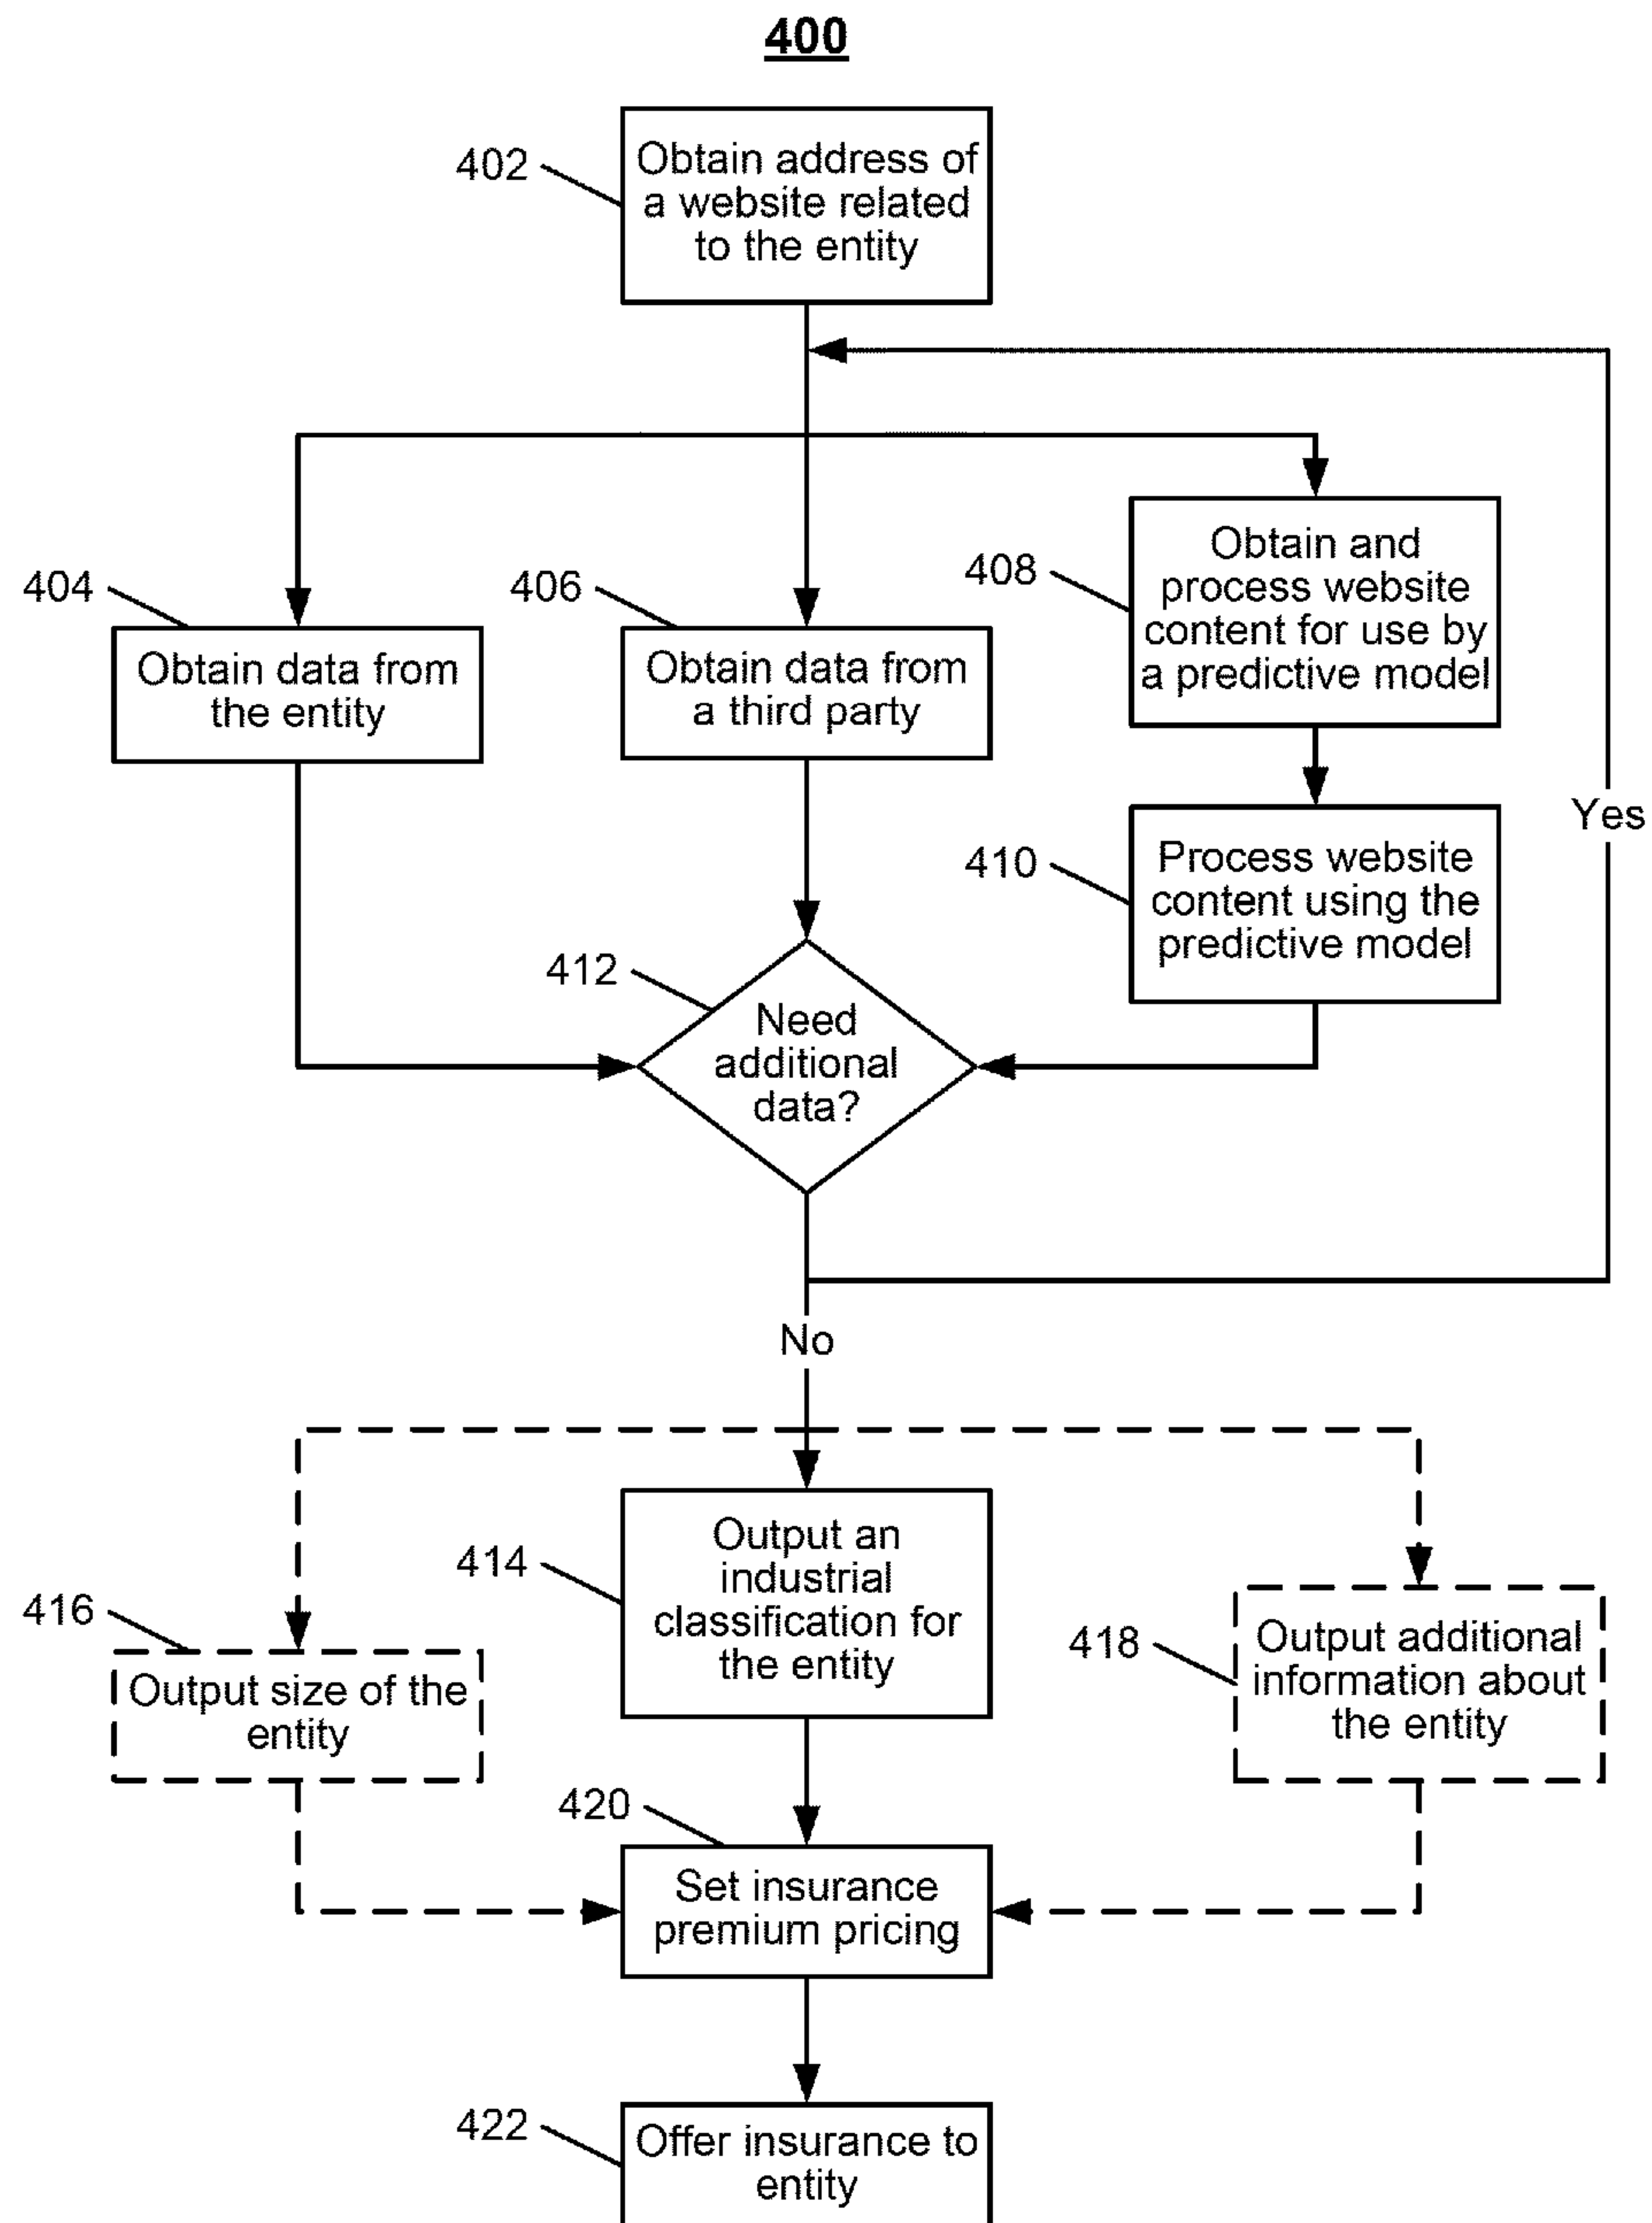 400
402
Obtain address of
a website related
to the entity
404
Obtain data from
the entity
406
Obtain data from
a third party
408
Obtain and
process website
content for use by
a predictive model
Yes
410
Process website
content using the
predictive model
412
Need
additional
data?
No
414
Output an
industrial
classification for
the entity
416
Output size of the
entity
418
Output additional
information about
the entity
420
Set insurance
premium pricing
422
Offer insurance to
entity